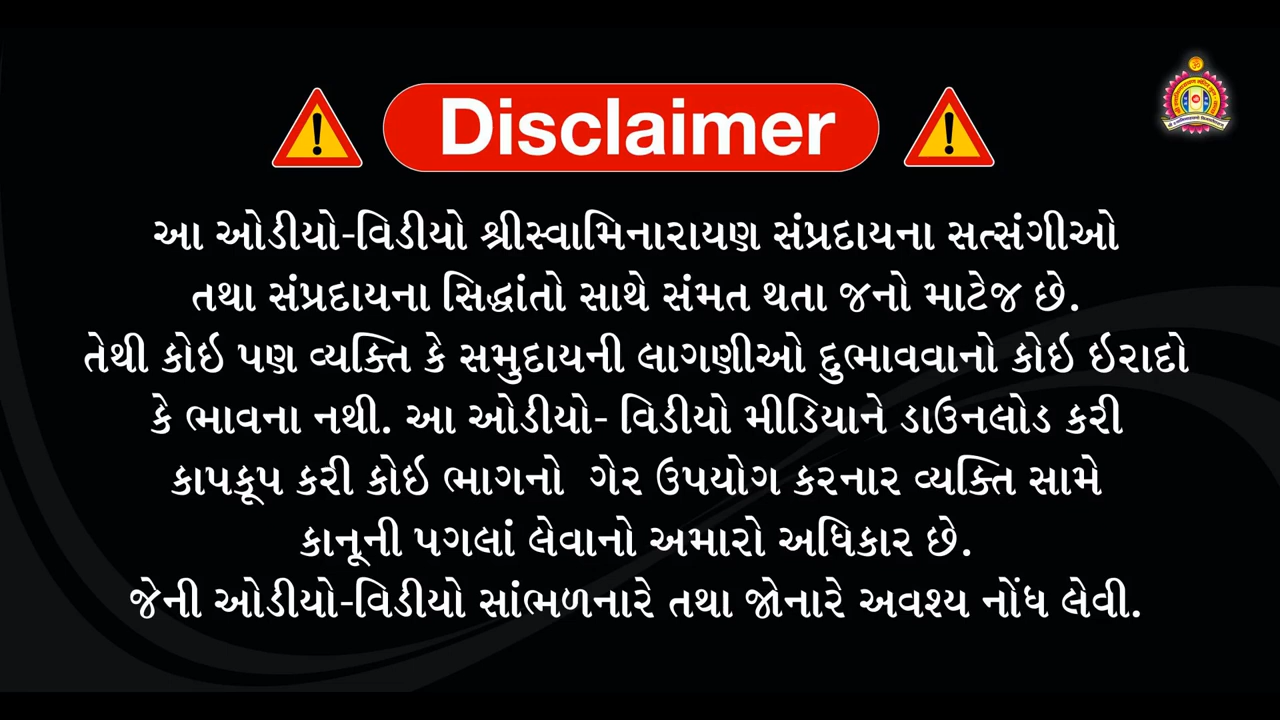 Disclaimer
આ ઓડીયો-વિડીયો શ્રીસ્વામિનારાયણ સંપ્રદાયના સત્સંગીઓ
તથા સંપ્રદાયના સિદ્ધાંતો સાથે સંમત થતા જનો માટેજ છે.
તેથી કોઇ પણ વ્યક્તિ કે સમુદાયની લાગણીઓ દુભાવવાનો કોઇ ઇરાદો
કે ભાવના નથી. આ ઓડીયો- વિડીયો મીડિયાને ડાઉનલોડ કરી
કાપકૂપ કરી કોઇ ભાગનો  ગેર ઉપયોગ કરનાર વ્યક્તિ સામે
કાનૂની પગલાં લેવાનો અમારો અધિકાર છે.
જેની ઓડીયો-વિડીયો સાંભળનારે તથા જોનારે અવશ્ય નોંધ લેવી.